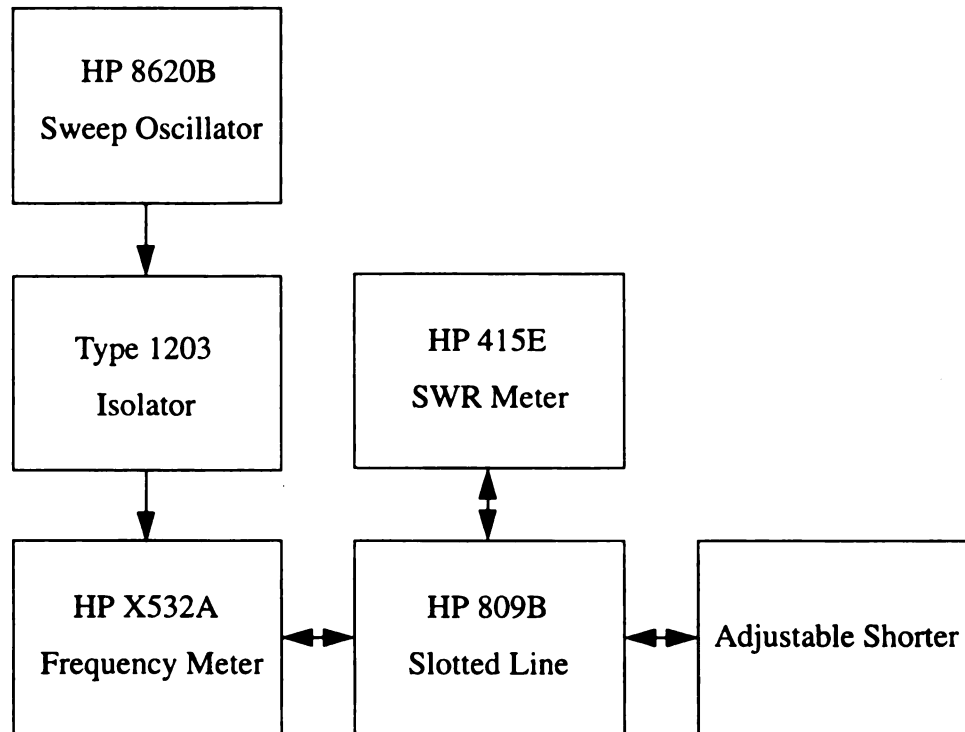 HP 8620B
Sweep Oscillator
Type 1203
Isolator
HP 415E
SWR Meter
HP X532A
Frequency Meter
HP 809B
Slotted Line
Adjustable Shorter